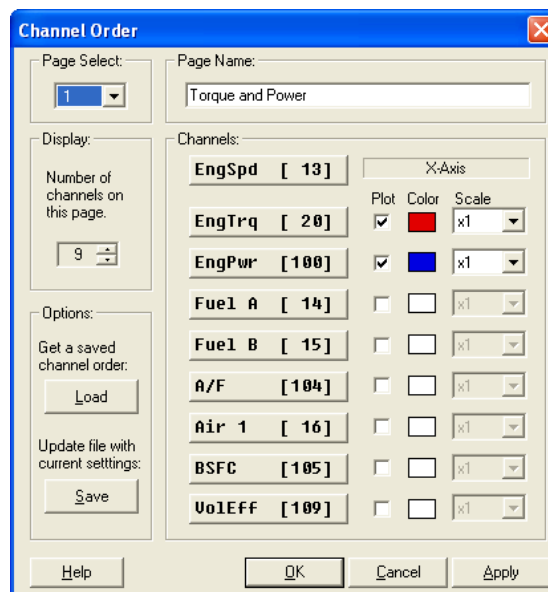 Channel Order
Page Select:
1
Page Name:
Torque and Power
Display:
Number of
channels on
this page.
9
Options:
Get a saved
channel order:
Load
Update file with
current setttings:
Save
Channels:
EngSpd [ 13] X-Axis
Plot Color Scale
EngTrq [ 20] x1
EngPwr [100] x1
Fuel A [ 14] x1
Fuel B [ 15] x1
A/F [104] x1
Air 1 [ 16] x1
BSFC [105] x1
VolEff [109] x1
Help OK Cancel Apply